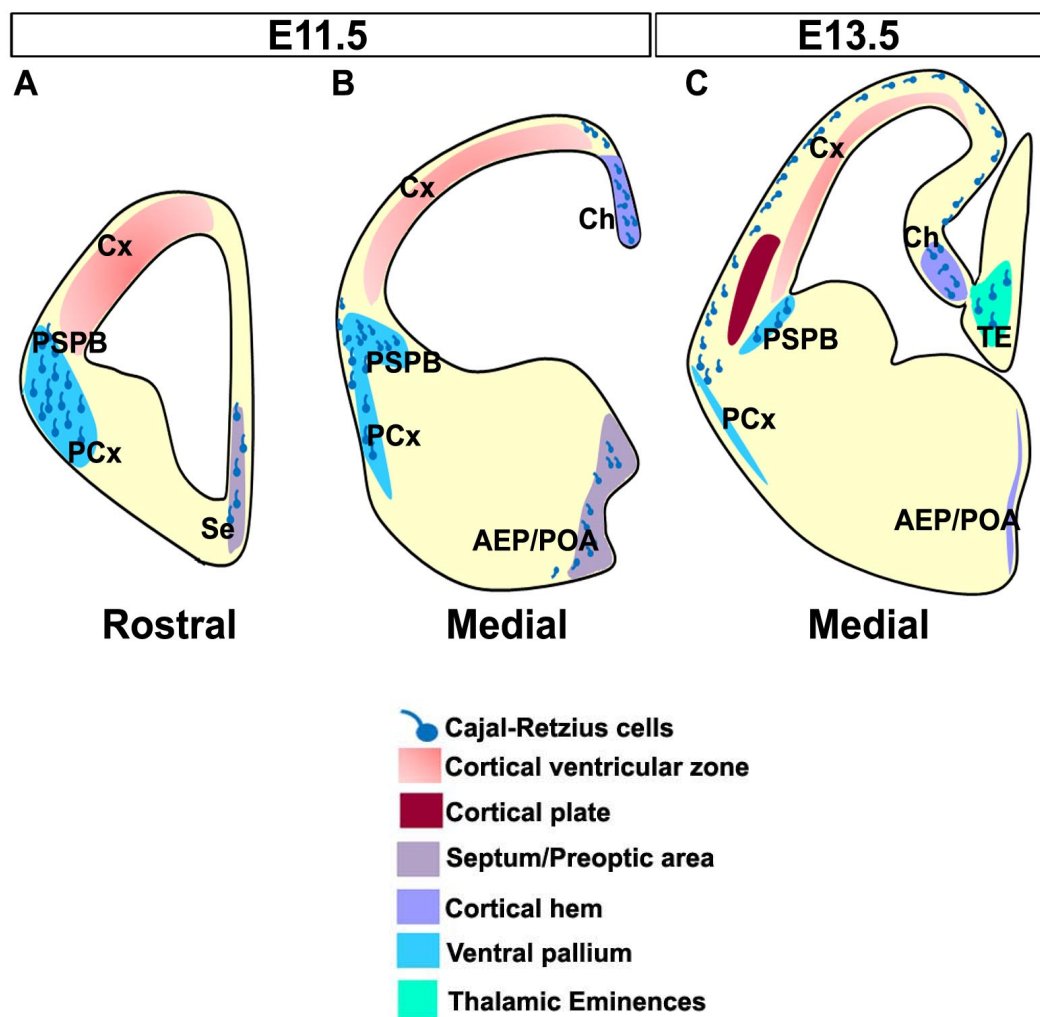 E11.5
E13.5
A
B
C
Cx
PSPB
PCx
Se
Rostral
Cx
Ch
PSPB
PCx
AEP/POA
Medial
Cx
Ch
PSPB
TE
PCx
AEP/POA
Medial
Cajal-Retzius cells
Cortical ventricular zone
Cortical plate
Septum/Preoptic area
Cortical hem
Ventral pallium
Thalamic Eminences